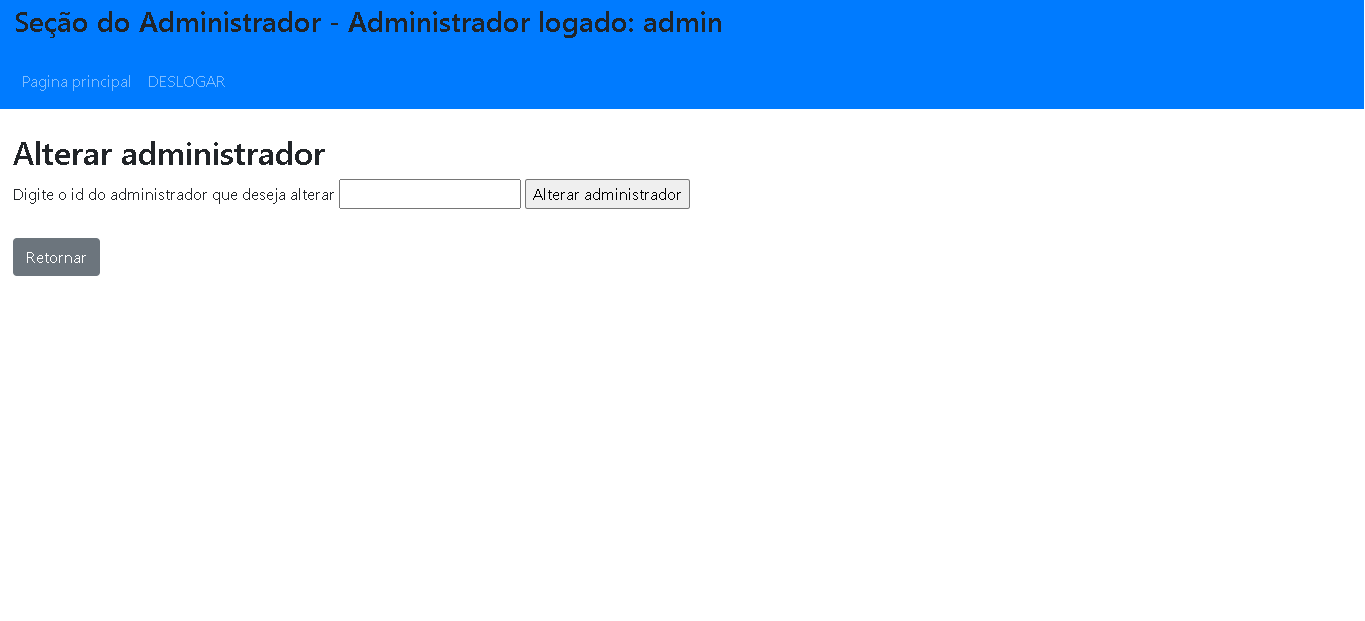 Seção do Administrador - Administrador logado: admin
Pagina principal DESLOGAR
Alterar administrador
Digite o id do administrador que deseja alterar Alterar administrador
Retornar